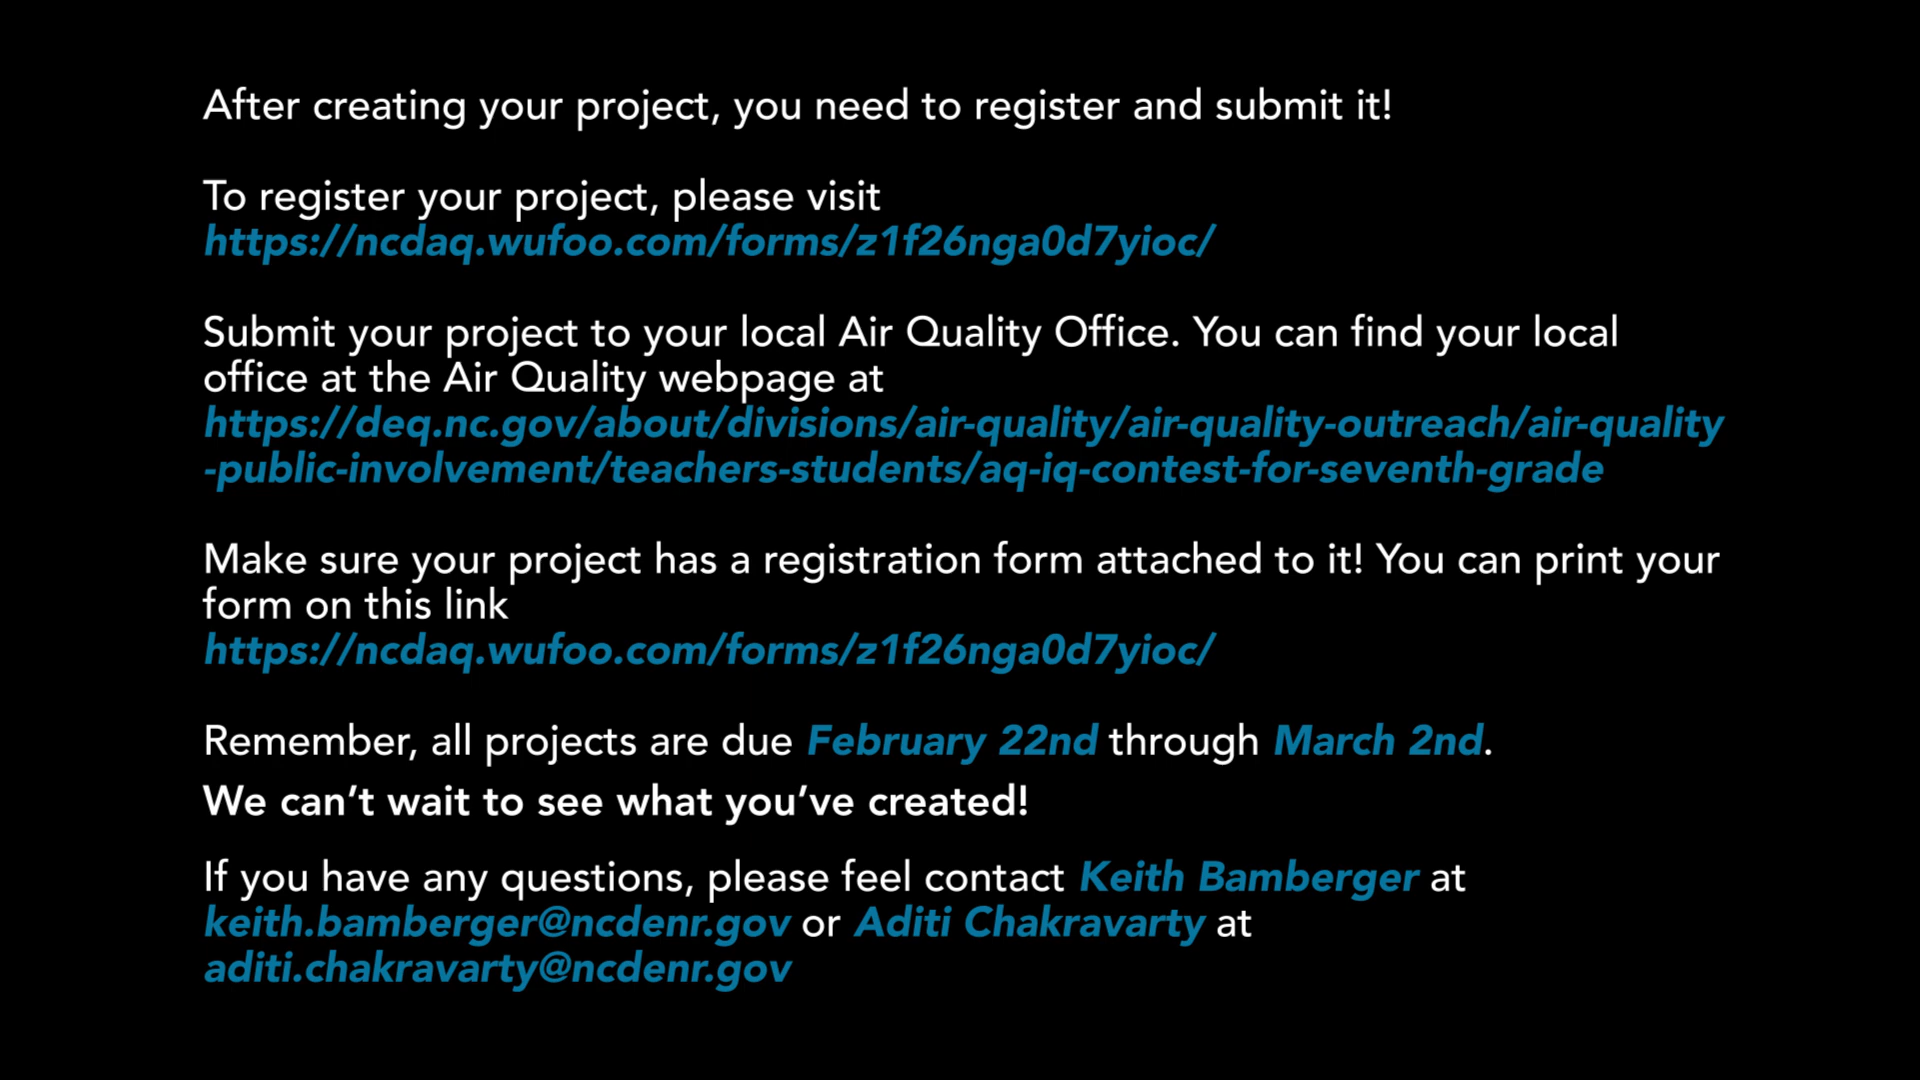 After creating your project, you need to register and submit it!
To register your project, please visit
https://ncdaq.wufoo.com/forms/z1f26nga0d7yioc/
Submit your project to your local Air Quality Office. You can find your local
office at the Air Quality webpage at
https://deq.nc.gov/about/divisions/air-quality/air-quality-outreach/air-quality
-public-involvement/teachers-students/aq-iq-contest-for-seventh-grade
Make sure your project has a registration form attached to it! You can print your
form on this link
https://ncdaq.wufoo.com/forms/z1f26nga0d7yioc/
Remember, all projects are due February 22nd through March 2nd.
We can’t wait to see what you’ve created!
If you have any questions, please feel contact Keith Bamberger at
keith.bamberger@ncdenr.gov or Aditi Chakravarty at
aditi.chakravarty@ncdenr.gov